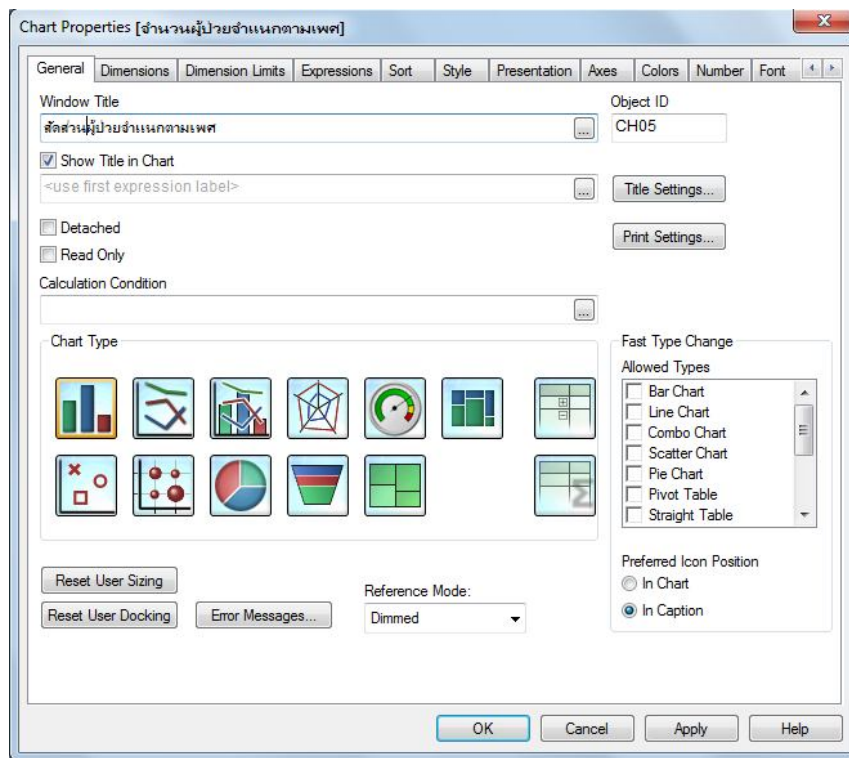 Chart Properties [จำนวนผู้ป่วยจำแนกตามเพศ]
General Dimensions Dimension Limits Expressions Sort Style Presentation Axes Colors Number Font
Window Title
Object ID
สัดส่วนผู้ป่วยจำแนกตามเพศ
...
CH05
Show Title in Chart
<use first expression label>
...
Title Settings...
Detached
Print Settings...
Read Only
Calculation Condition
...
Chart Type
Fast Type Change
Allowed Types
Bar Chart
Line Chart
Combo Chart
Scatter Chart
Pie Chart
Pivot Table
Straight Table
Σ
Preferred Icon Position
In Chart
In Caption
Reset User Sizing
Reference Mode:
Reset User Docking
Error Messages...
Dimmed
OK
Cancel
Apply
Help